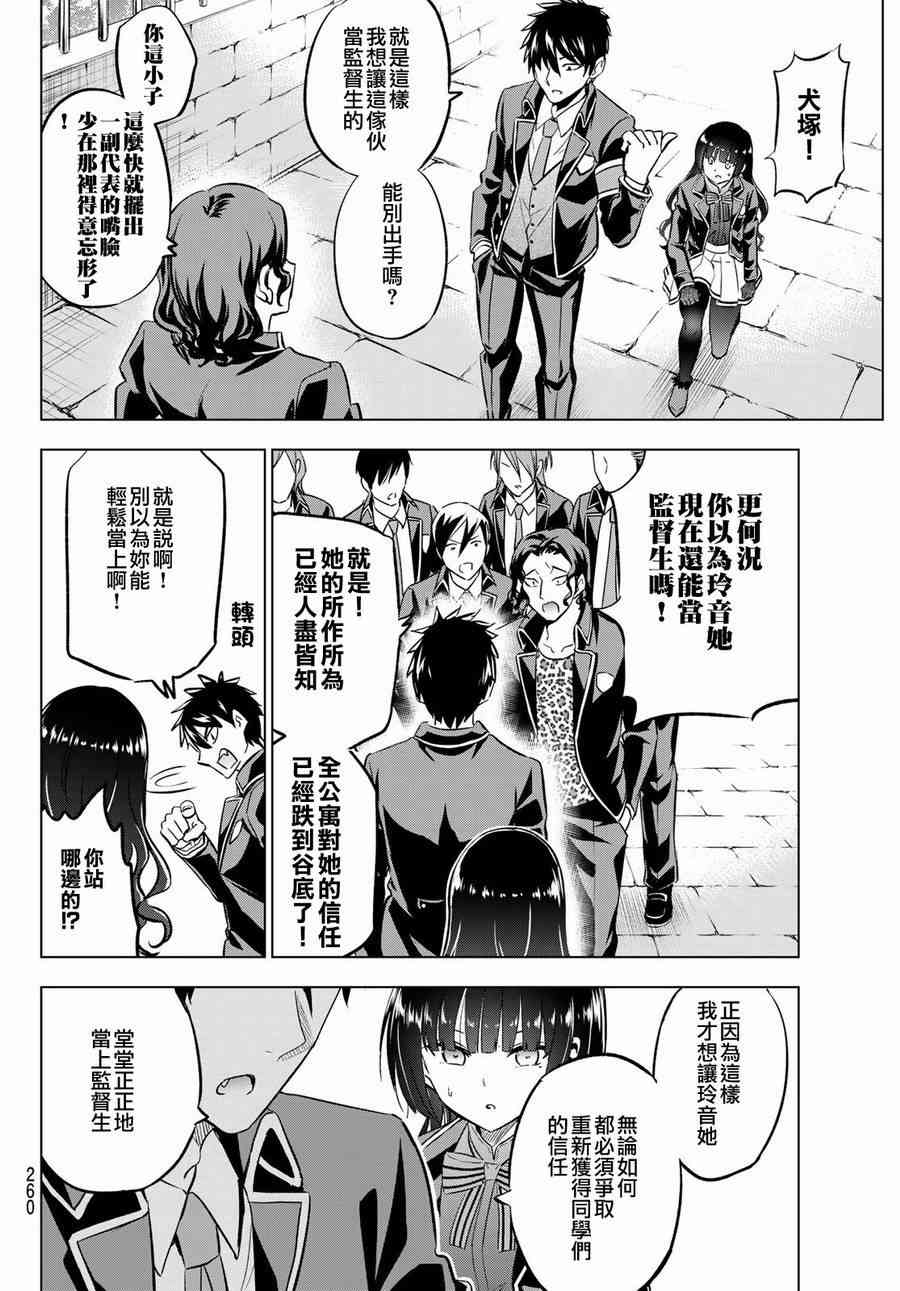 犬塚！
就是這樣
我想讓這傢伙
當監督生的
能別出手嗎？
你這小子
這麼快就擺出
一副代表的嘴臉
少在那裡得意忘形了
！
更何況
你以為玲音她
現在還能當
監督生嗎！
就是！
她的所作所為
已經人盡皆知
全公寓對她的信任
已經跌到谷底了！
就是説啊！
別以為妳能
輕鬆當上啊！
轉頭
你站
哪邊的!?
正因為這樣
我才想讓玲音她
無論如何
都必須爭取
重新獲得同學們
的信任
堂堂正正地
當上監督生
260